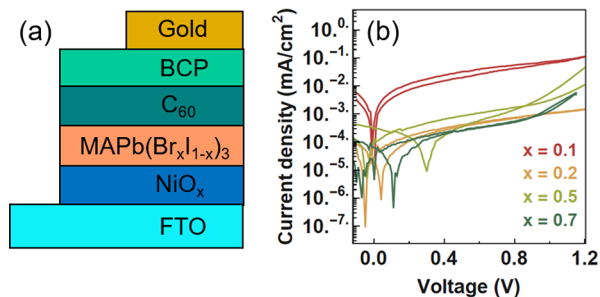 (a)
Gold
BCP
C₆₀
MAPb(BrₓI₁₋ₓ)₃
NiOₓ
FTO
(b)
Current density (mA/cm²)
10⁰.
10⁻¹.
10⁻².
10⁻³.
10⁻⁴.
10⁻⁵.
10⁻⁶.
10⁻⁷.
x = 0.1
x = 0.2
x = 0.5
x = 0.7
0.0 0.4 0.8 1.2
Voltage (V)